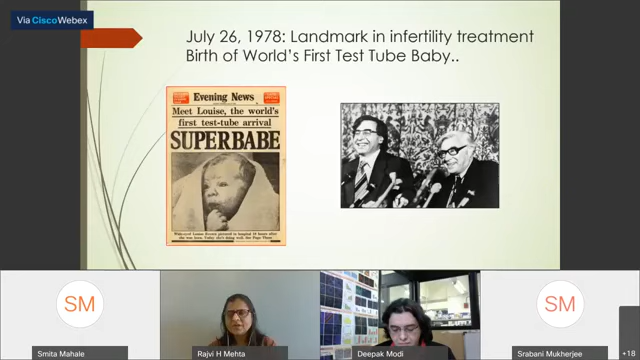 Via Cisco Webex
July 26, 1978: Landmark in infertility treatment
Birth of World's First Test Tube Baby..
Evening News
Meet Louise, the world's
first test-tube arrival
SUPERBABE
SM
SM
Smita Mahale
Rajvi H Mehta
Deepak Modi
Srabani Mukherjee
+18